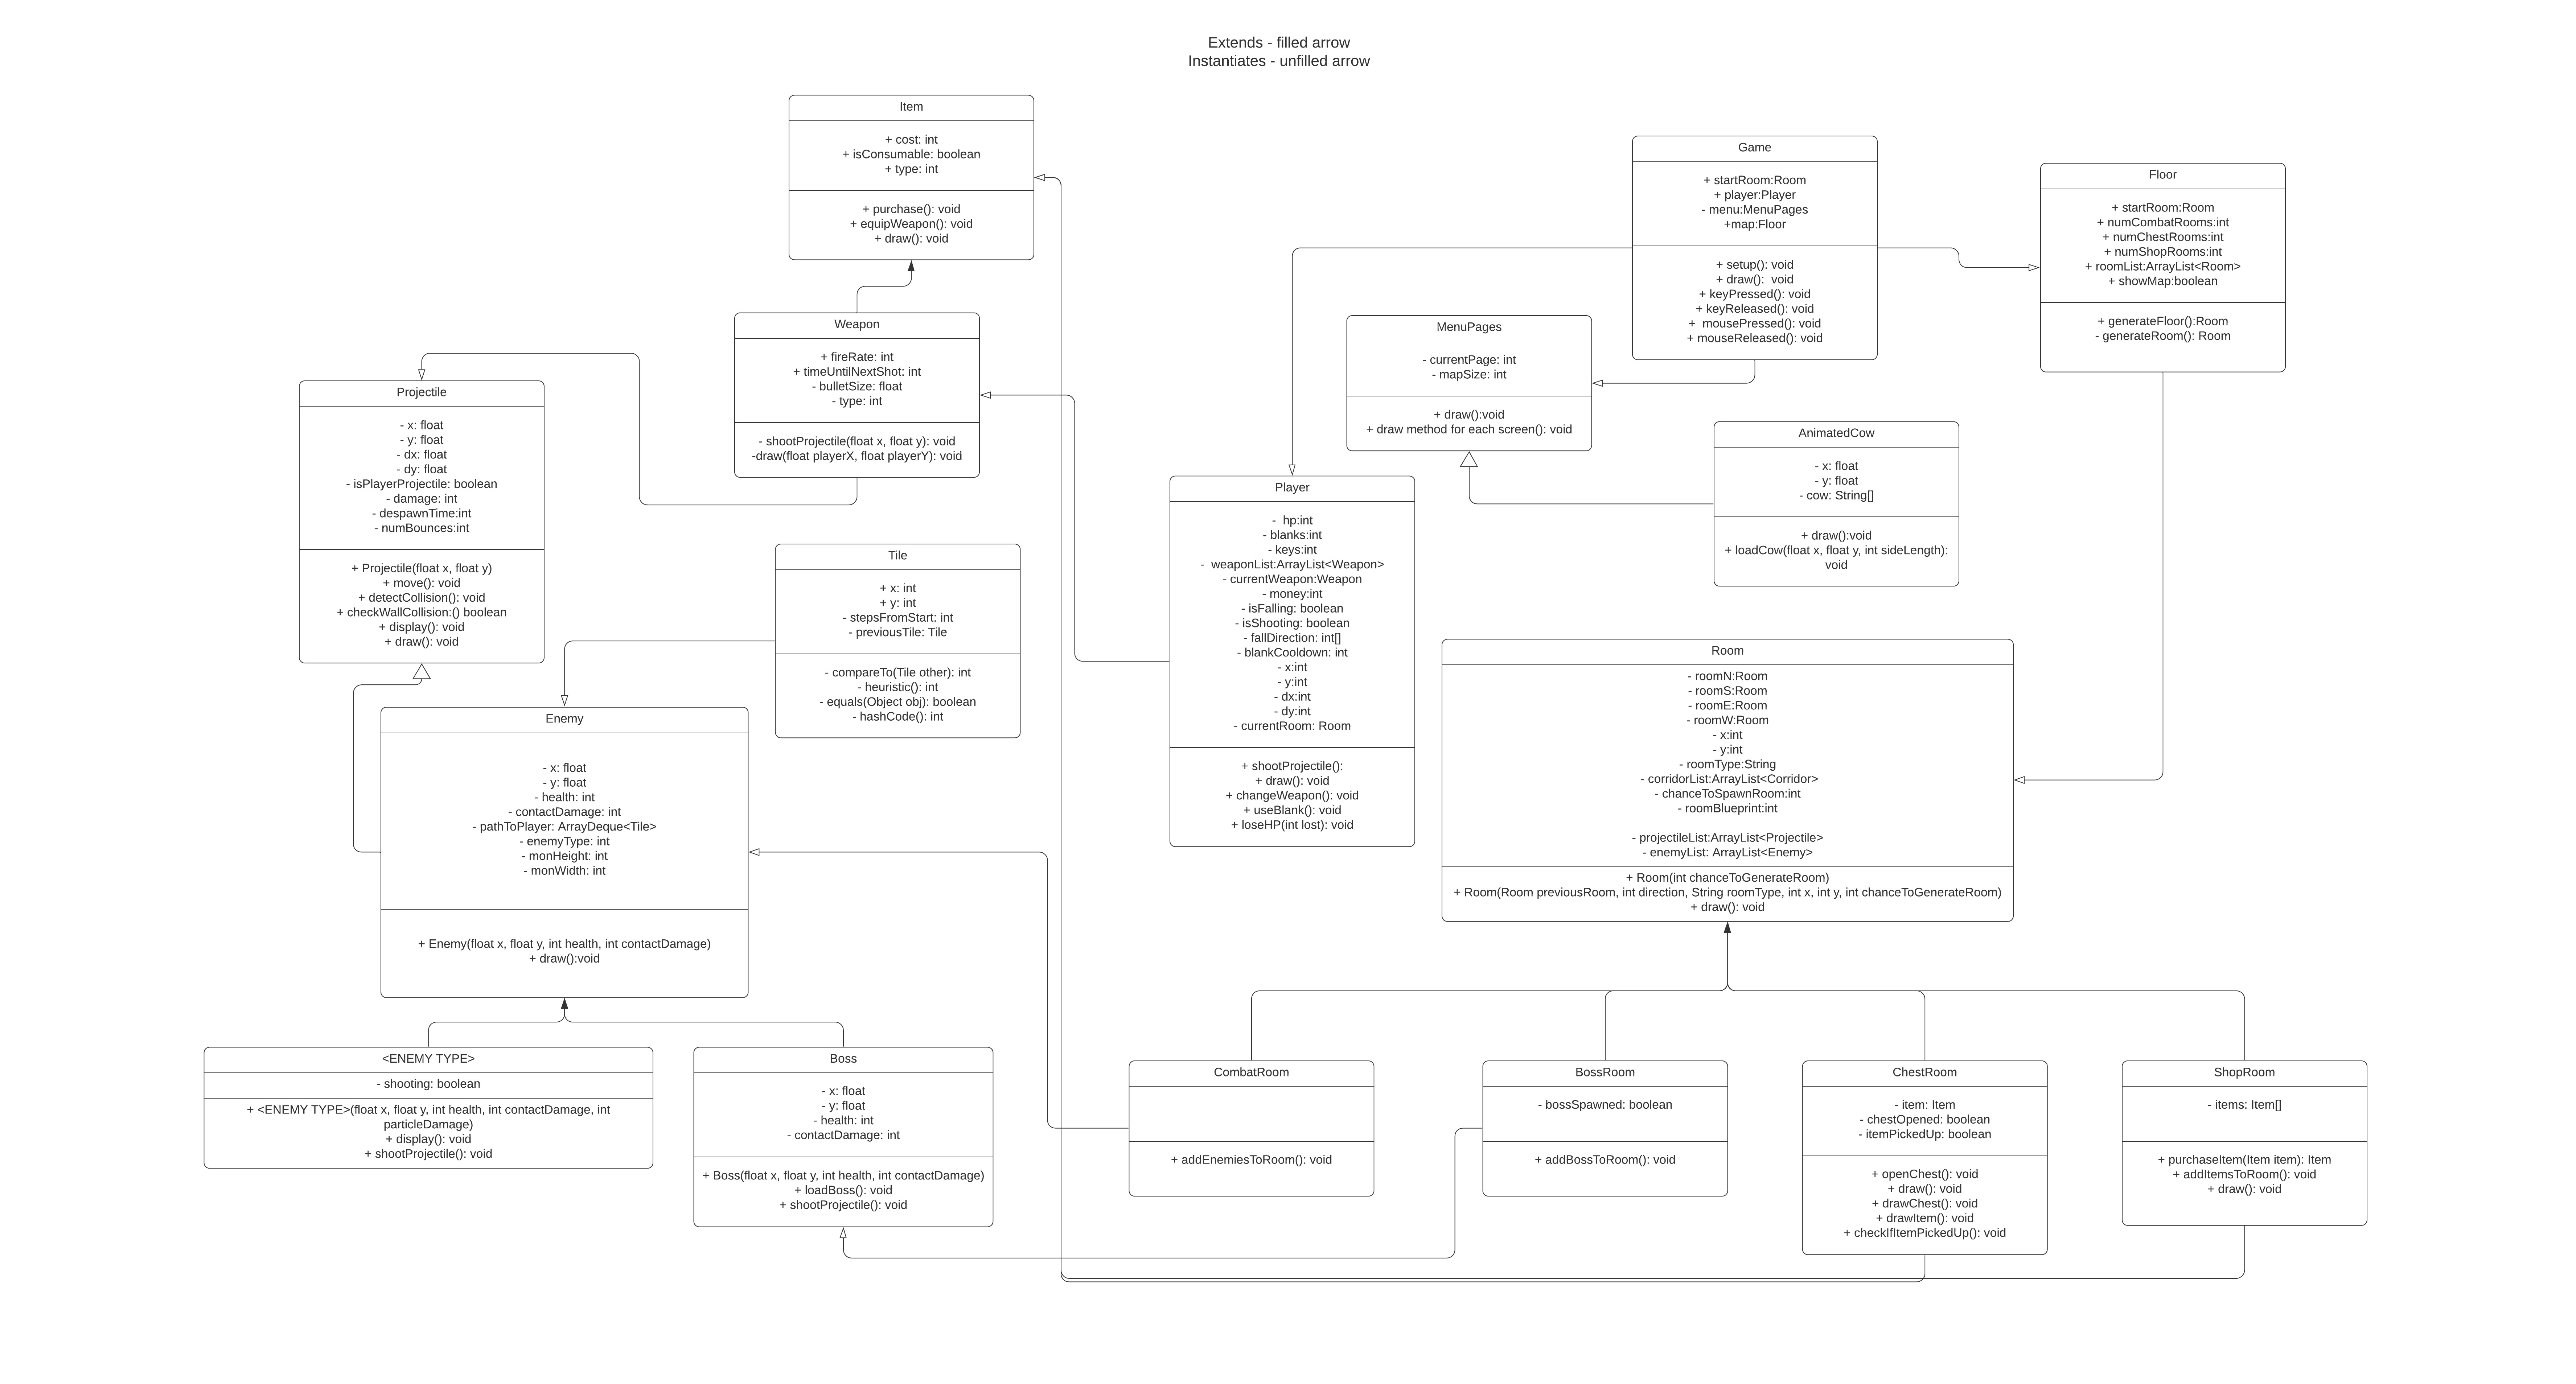 Extends - filled arrow
Instantiates - unfilled arrow
Item
+ cost: int
+ isConsumable: boolean
+ type: int
+ purchase(): void
+ equipWeapon(): void
+ draw(): void
Game
+ startRoom:Room
+ player:Player
- menu:MenuPages
+map:Floor
+ setup(): void
+ draw():  void
+ keyPressed(): void
+ keyReleased(): void
+  mousePressed(): void
+ mouseReleased(): void
Floor
+ startRoom:Room
+ numCombatRooms:int
+ numChestRooms:int
+ numShopRooms:int
+ roomList:ArrayList<Room>
+ showMap:boolean
+ generateFloor():Room
- generateRoom(): Room
Weapon
+ fireRate: int
+ timeUntilNextShot: int
- bulletSize: float
- type: int
- shootProjectile(float x, float y): void
-draw(float playerX, float playerY): void
MenuPages
- currentPage: int
- mapSize: int
+ draw():void
+ draw method for each screen(): void
Projectile
- x: float
- y: float
- dx: float
- dy: float
- isPlayerProjectile: boolean
- damage: int
- despawnTime:int
- numBounces:int
+ Projectile(float x, float y)
+ move(): void
+ detectCollision(): void
+ checkWallCollision:() boolean
+ display(): void
+ draw(): void
AnimatedCow
- x: float
- y: float
- cow: String[]
+ draw():void
+ loadCow(float x, float y, int sideLength):
void
Player
-  hp:int
- blanks:int
- keys:int
-  weaponList:ArrayList<Weapon>
- currentWeapon:Weapon
- money:int
- isFalling: boolean
- isShooting: boolean
- fallDirection: int[]
- blankCooldown: int
- x:int
- y:int
- dx:int
- dy:int
- currentRoom: Room
+ shootProjectile():
+ draw(): void
+ changeWeapon(): void
+ useBlank(): void
+ loseHP(int lost): void
Tile
+ x: int
+ y: int
- stepsFromStart: int
- previousTile: Tile
- compareTo(Tile other): int
- heuristic(): int
- equals(Object obj): boolean
- hashCode(): int
Room
- roomN:Room
- roomS:Room
- roomE:Room
- roomW:Room
- x:int
- y:int
- roomType:String
- corridorList:ArrayList<Corridor>
- chanceToSpawnRoom:int
- roomBlueprint:int
- projectileList:ArrayList<Projectile>
- enemyList: ArrayList<Enemy>
+ Room(int chanceToGenerateRoom)
+ Room(Room previousRoom, int direction, String roomType, int x, int y, int chanceToGenerateRoom)
+ draw(): void
Enemy
- x: float
- y: float
- health: int
- contactDamage: int
- pathToPlayer: ArrayDeque<Tile>
- enemyType: int
- monHeight: int
- monWidth: int
+ Enemy(float x, float y, int health, int contactDamage)
+ draw():void
<ENEMY TYPE>
- shooting: boolean
+ <ENEMY TYPE>(float x, float y, int health, int contactDamage, int
particleDamage)
+ display(): void
+ shootProjectile(): void
Boss
- x: float
- y: float
- health: int
- contactDamage: int
+ Boss(float x, float y, int health, int contactDamage)
+ loadBoss(): void
+ shootProjectile(): void
CombatRoom
+ addEnemiesToRoom(): void
BossRoom
- bossSpawned: boolean
+ addBossToRoom(): void
ChestRoom
- item: Item
- chestOpened: boolean
- itemPickedUp: boolean
+ openChest(): void
+ draw(): void
+ drawChest(): void
+ drawItem(): void
+ checkIfItemPickedUp(): void
ShopRoom
- items: Item[]
+ purchaseItem(Item item): Item
+ addItemsToRoom(): void
+ draw(): void